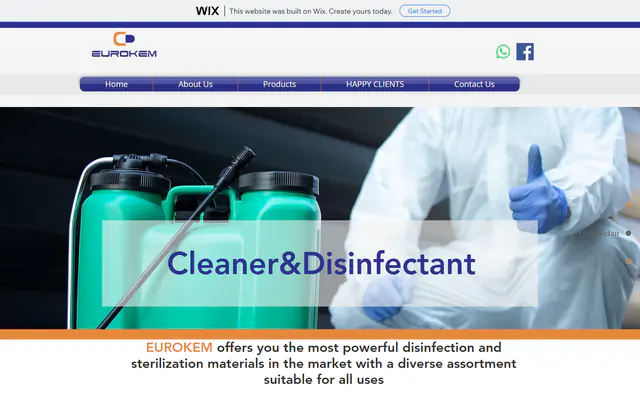 WIX | This website was built on Wix. Create yours today. Get Started
EUROKEM
Home About Us Products HAPPY CLIENTS Contact Us
Cleaner&Disinfectant
EUROKEM offers you the most powerful disinfection and
sterilization materials in the market with a diverse assortment
suitable for all uses